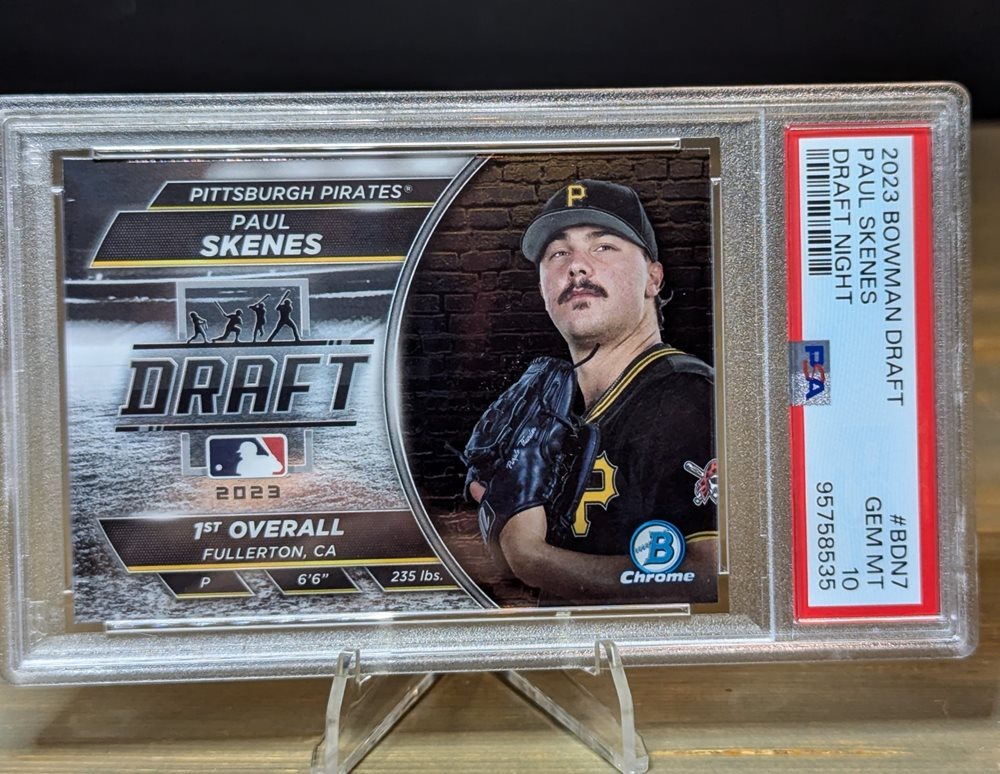 PITTSBURGH PIRATES®
PAUL
SKENES
DRAFT
2023
1ST OVERALL
FULLERTON, CA
P
6'6"
235 lbs.
P
P
B
Chrome
2023 BOWMAN DRAFT
PAUL SKENES
DRAFT NIGHT
#BDN7
GEM MT
10
95758535
PSA